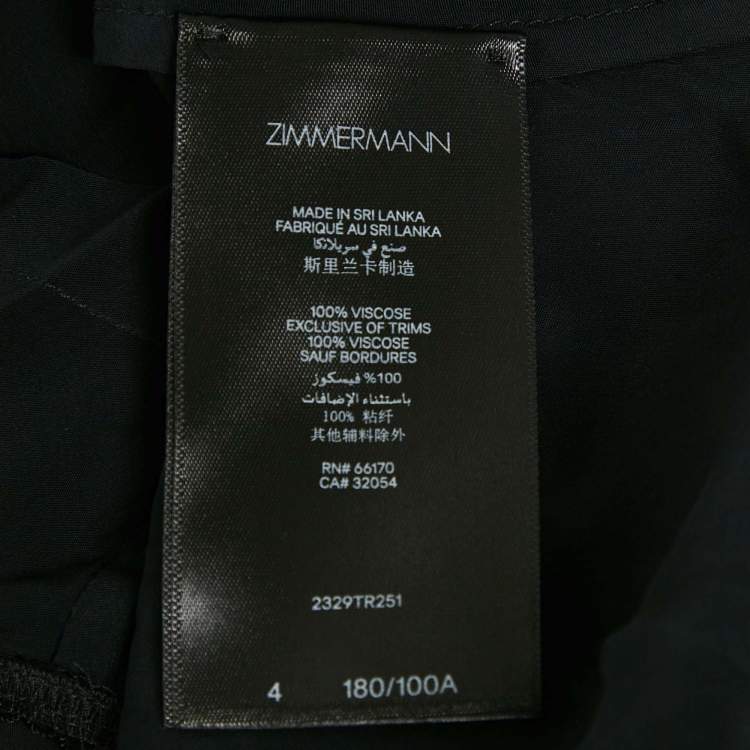 ZIMMERMANN
MADE IN SRI LANKA
FABRIQUÉ AU SRI LANKA
صنع في سريلانكا
斯里兰卡制造
100% VISCOSE
EXCLUSIVE OF TRIMS
100% VISCOSE
SAUF BORDURES
100% فيسكوز
باستثناء الإضافات
100% 粘纤
其他辅料除外
RN# 66170
CA# 32054
2329TR251
4 180/100A